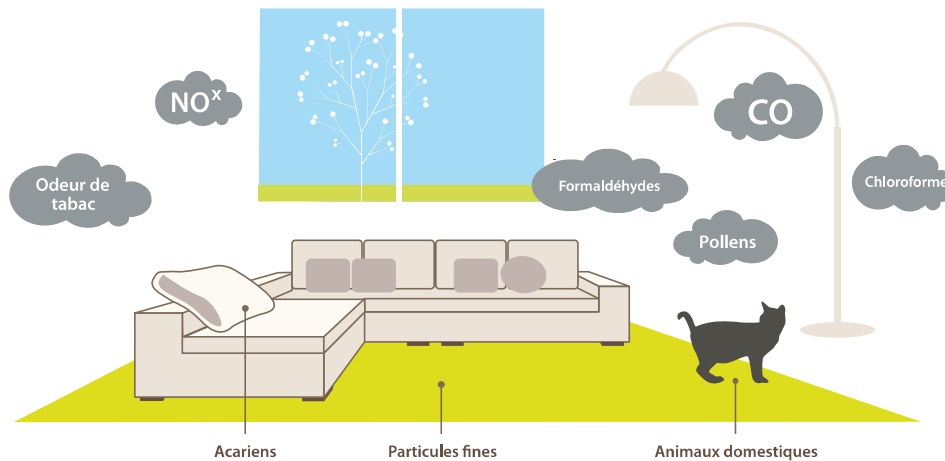 NOˣ
CO
Odeur de
tabac
Formaldéhydes
Chloroforme
Pollens
Acariens
Particules fines
Animaux domestiques